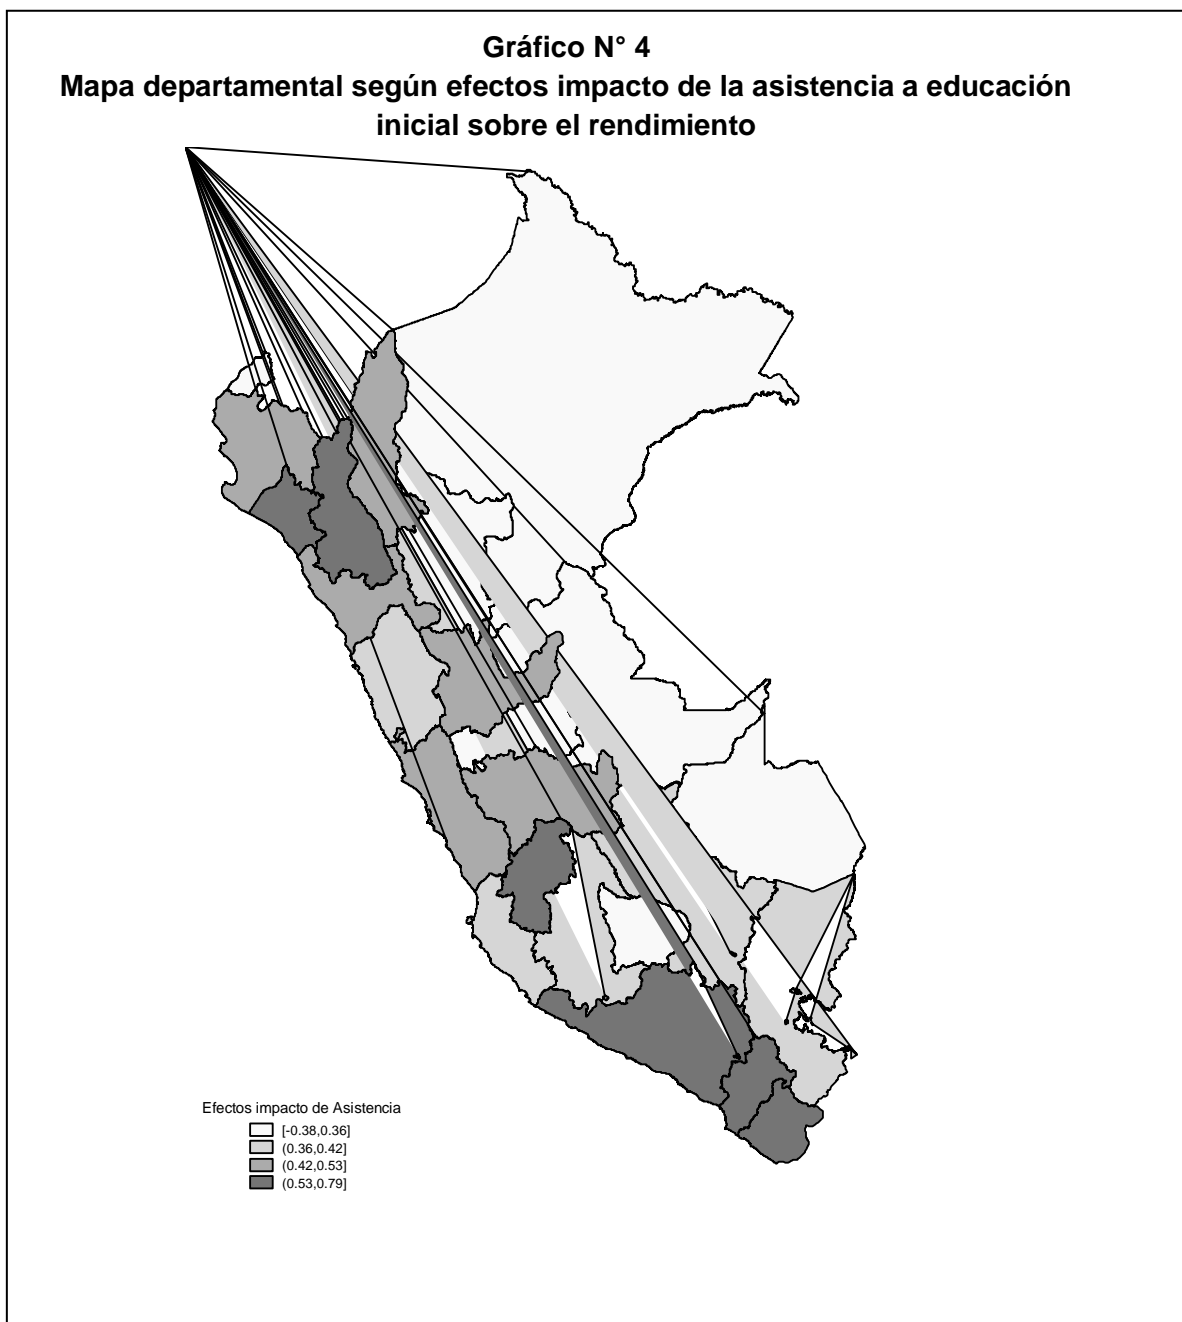 Gráfico N° 4
Mapa departamental según efectos impacto de la asistencia a educación
inicial sobre el rendimiento
Efectos impacto de Asistencia
[-0.38,0.36]
(0.36,0.42]
(0.42,0.53]
(0.53,0.79]